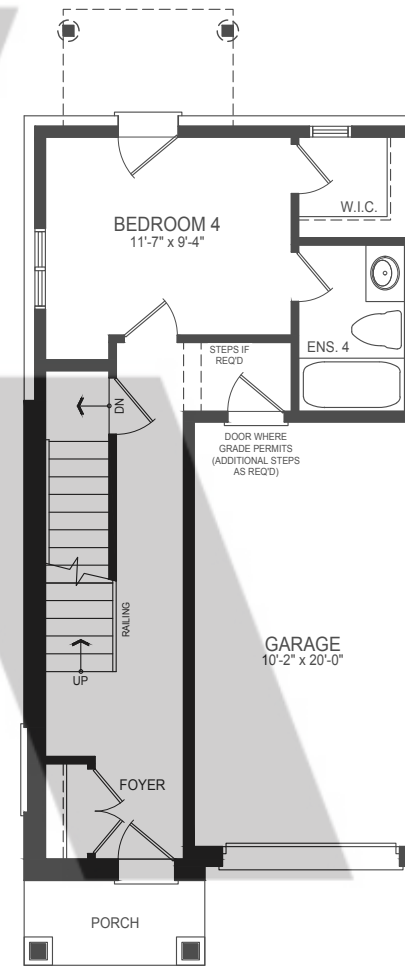 BEDROOM 4
11'-7" x 9'-4"
W.I.C.
ENS. 4
STEPS IF
REQ'D
DN
DOOR WHERE
GRADE PERMITS
(ADDITIONAL STEPS
AS REQ'D)
RAILING
GARAGE
10'-2" x 20'-0"
UP
FOYER
PORCH